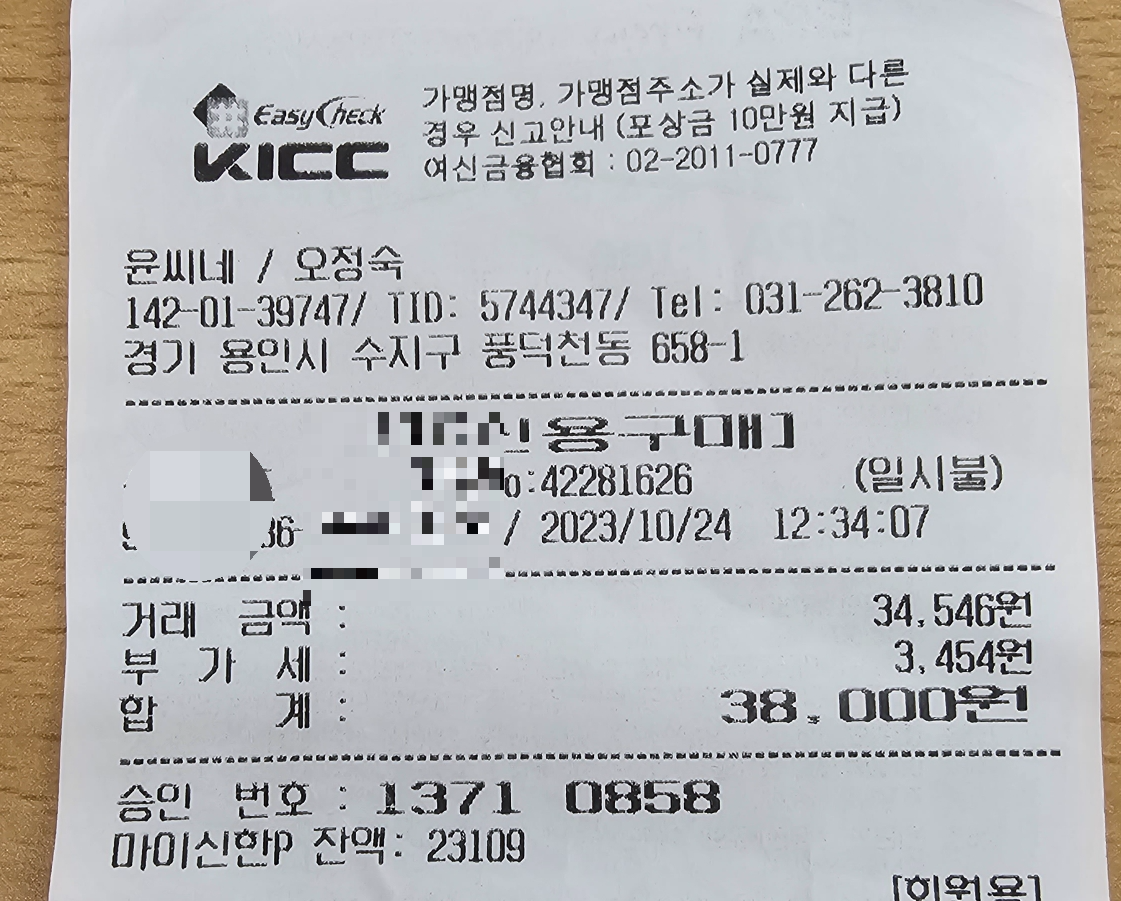 EasyCheck
KICC
가맹점명, 가맹점주소가 실제와 다른
경우 신고안내 (포상금 10만원 지급)
여신금융협회 : 02-2011-0777
윤씨네 / 오정숙
142-01-39747/ TID: 5744347/ Tel: 031-262-3810
경기 용인시 수지구 풍덕천동 658-1
신용구매]
o:42281626 (일시불)
36- / 2023/10/24 12:34:07
거래 금액 : 34,546원
부 가 세 : 3,454원
합 계 : 38,000원
승인 번호 : 1371 0858
마이신한P 잔액: 23109
[회원용]